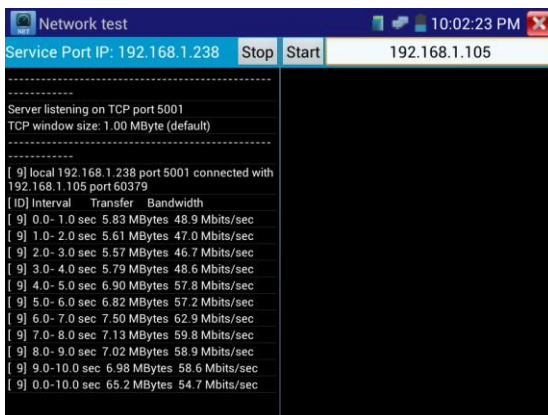 NET
Network test
10:02:23 PM
Service Port IP: 192.168.1.238
Stop
Start
192.168.1.105
-----------------------------------------------
------------
Server listening on TCP port 5001
TCP window size: 1.00 MByte (default)
-----------------------------------------------
------------
[ 9] local 192.168.1.238 port 5001 connected with
192.168.1.105 port 60379
[ ID] Interval Transfer Bandwidth
[ 9] 0.0- 1.0 sec 5.83 MBytes 48.9 Mbits/sec
[ 9] 1.0- 2.0 sec 5.61 MBytes 47.0 Mbits/sec
[ 9] 2.0- 3.0 sec 5.57 MBytes 46.7 Mbits/sec
[ 9] 3.0- 4.0 sec 5.79 MBytes 48.6 Mbits/sec
[ 9] 4.0- 5.0 sec 6.90 MBytes 57.8 Mbits/sec
[ 9] 5.0- 6.0 sec 6.82 MBytes 57.2 Mbits/sec
[ 9] 6.0- 7.0 sec 7.50 MBytes 62.9 Mbits/sec
[ 9] 7.0- 8.0 sec 7.13 MBytes 59.8 Mbits/sec
[ 9] 8.0- 9.0 sec 7.02 MBytes 58.9 Mbits/sec
[ 9] 9.0-10.0 sec 6.98 MBytes 58.6 Mbits/sec
[ 9] 0.0-10.0 sec 65.2 MBytes 54.7 Mbits/sec